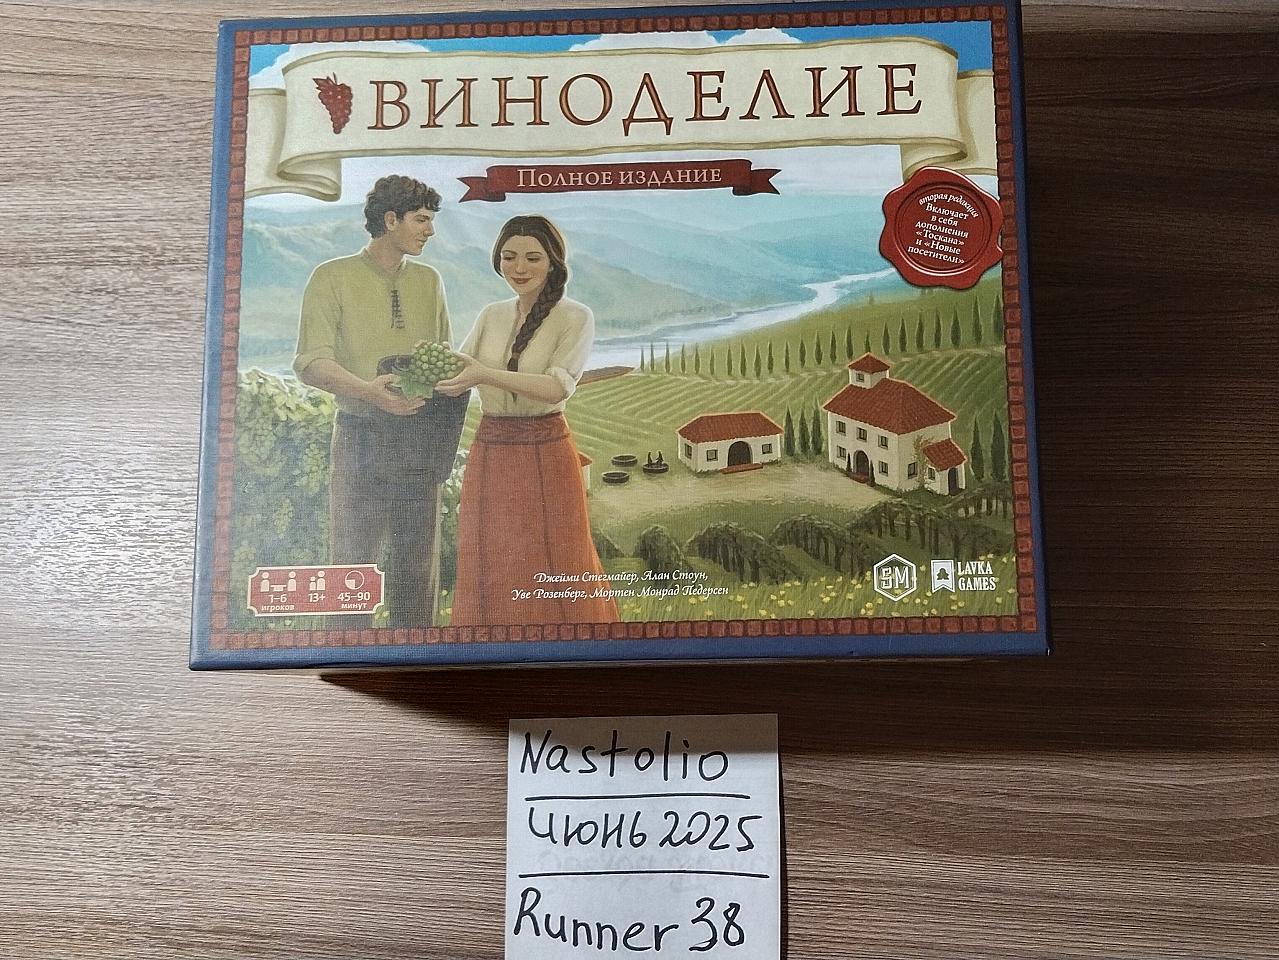 ВИНОДЕЛИЕ
ПОЛНОЕ ИЗДАНИЕ
вторая редакция
Включает
в себя
дополнения
«Тоскана»
и «Новые
посетители»
1–6
игроков
13+
45–90
минут
Джейми Стегмайер, Алан Стоун,
Уве Розенберг, Мортен Монрад Педерсен
SM
LAVKA
GAMES
Nastolio
Июнь 2025
Runner 38